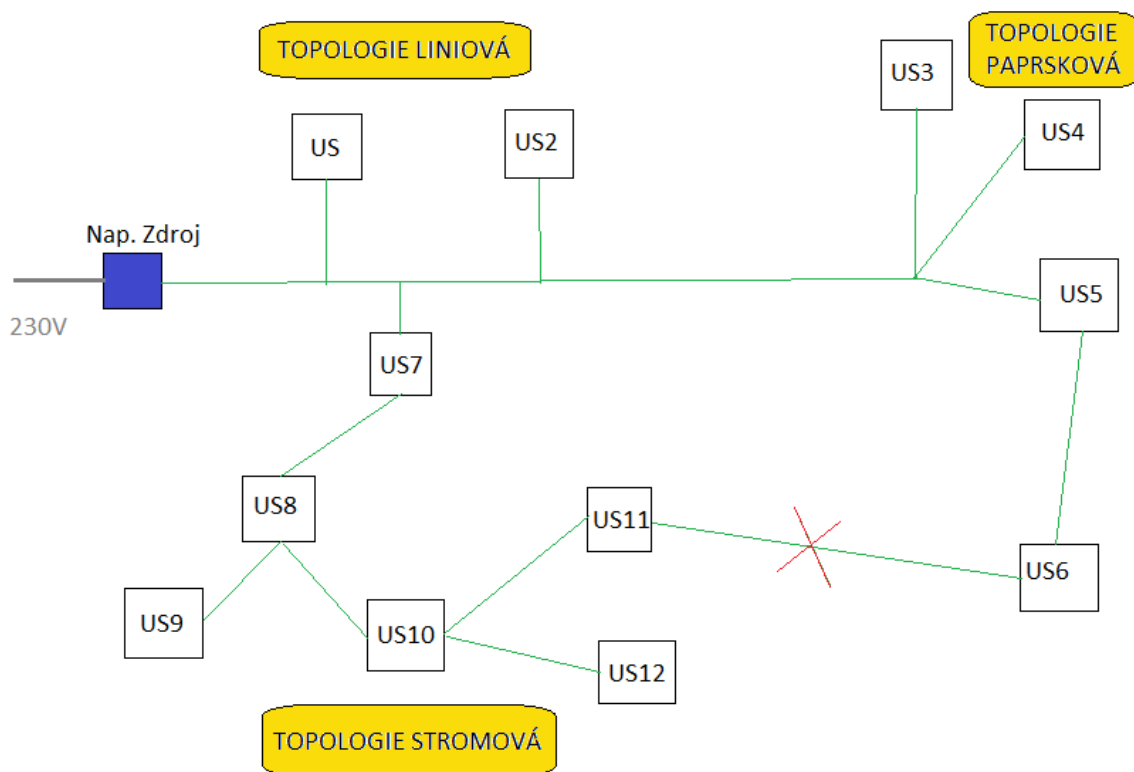 TOPOLOGIE LINIOVÁ
TOPOLOGIE
PAPRSKOVÁ
US3
US4
US
US2
Nap. Zdroj
230V
US5
US7
US8
US11
US6
US9
US10
US12
TOPOLOGIE STROMOVÁ